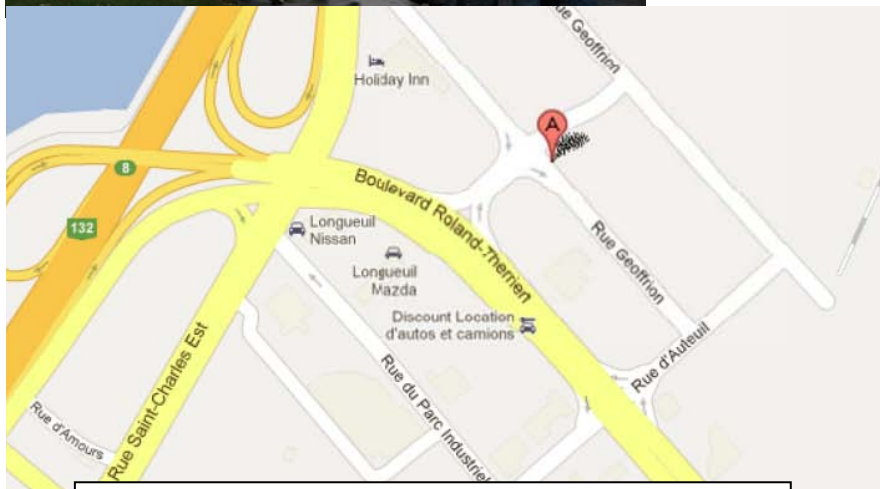 Rue Geoffrion
Holiday Inn
A
8
Boulevard Roland-Therrien
132
Longueuil
Nissan
Rue Geoffrion
Longueuil
Mazda
Discount Location
d'autos et camions
Rue d'Auteuil
Rue Saint-Charles Est
Rue du Parc Industriel
Rue d'Amours